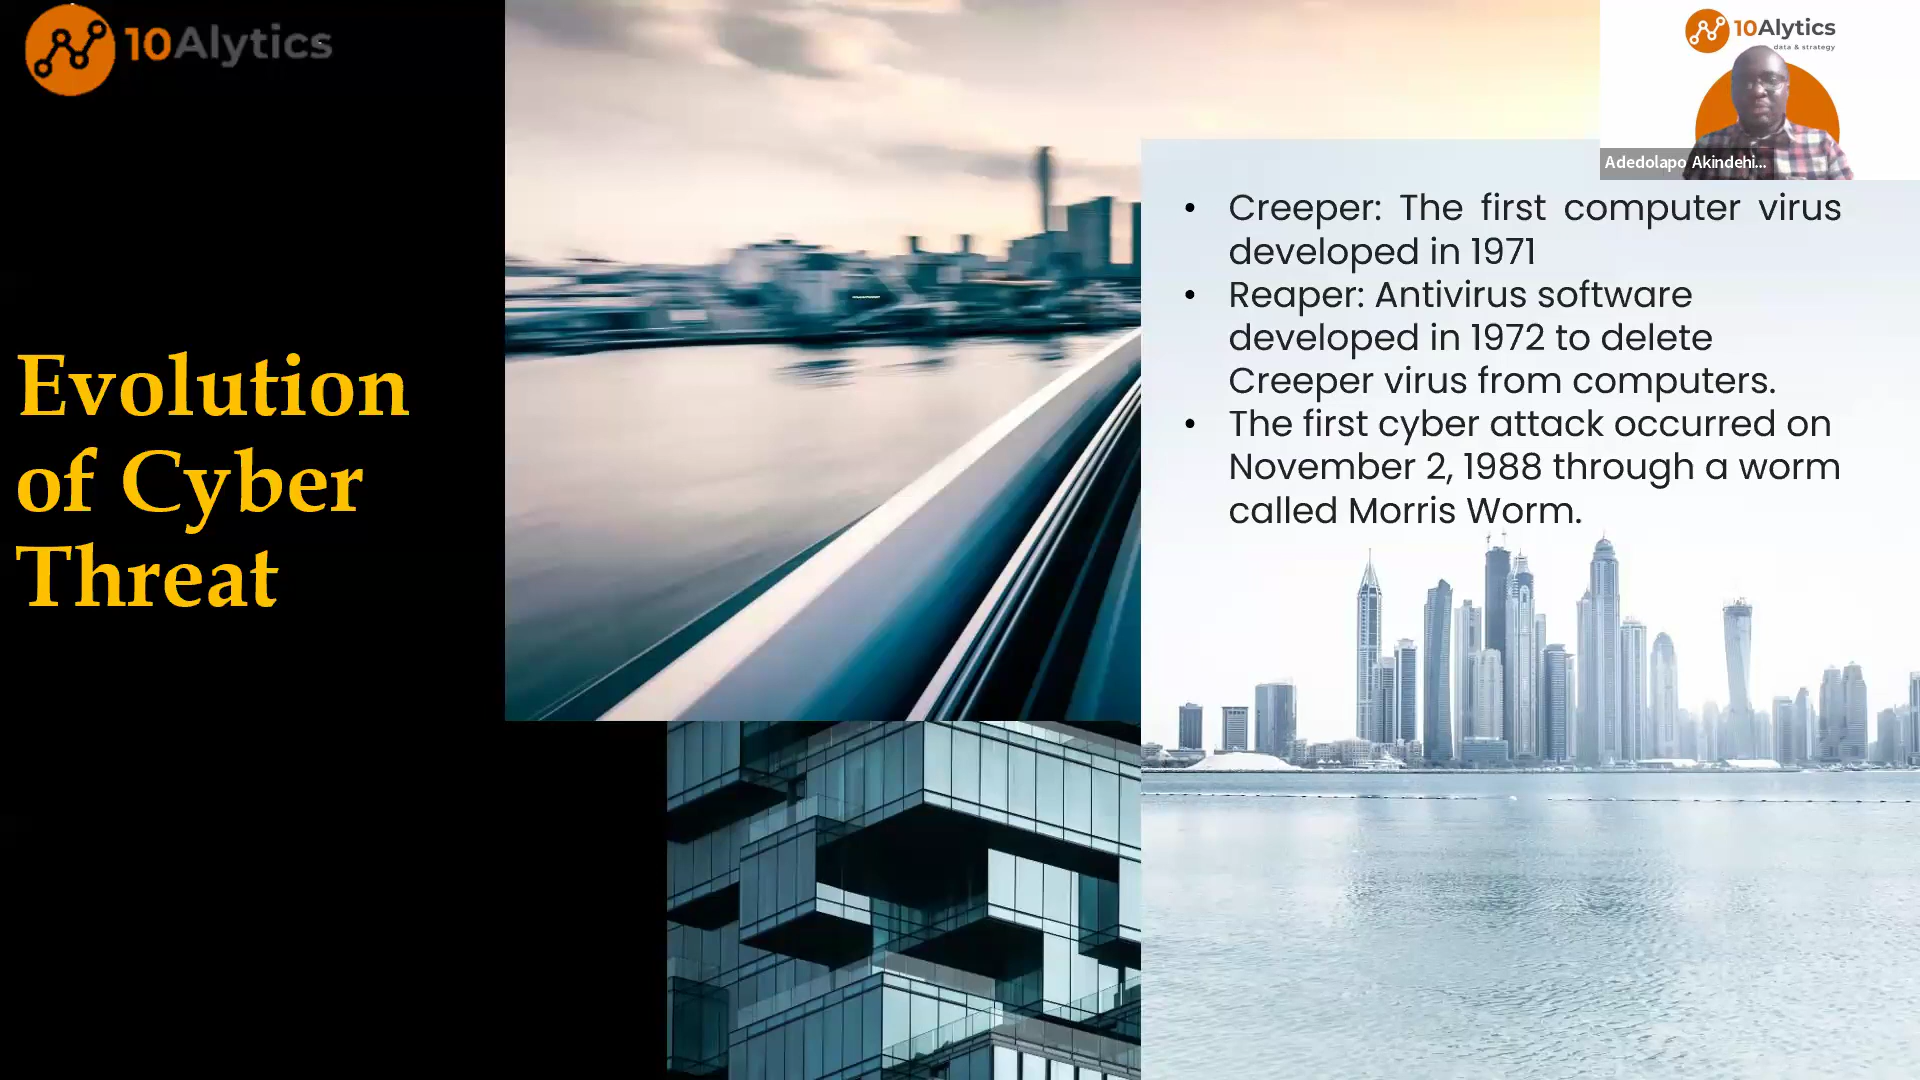 10Alytics
10Alytics
data & strategy
Adedolapo Akindehi...
Evolution
of Cyber
Threat
• Creeper: The first computer virus
developed in 1971
• Reaper: Antivirus software
developed in 1972 to delete
Creeper virus from computers.
• The first cyber attack occurred on
November 2, 1988 through a worm
called Morris Worm.